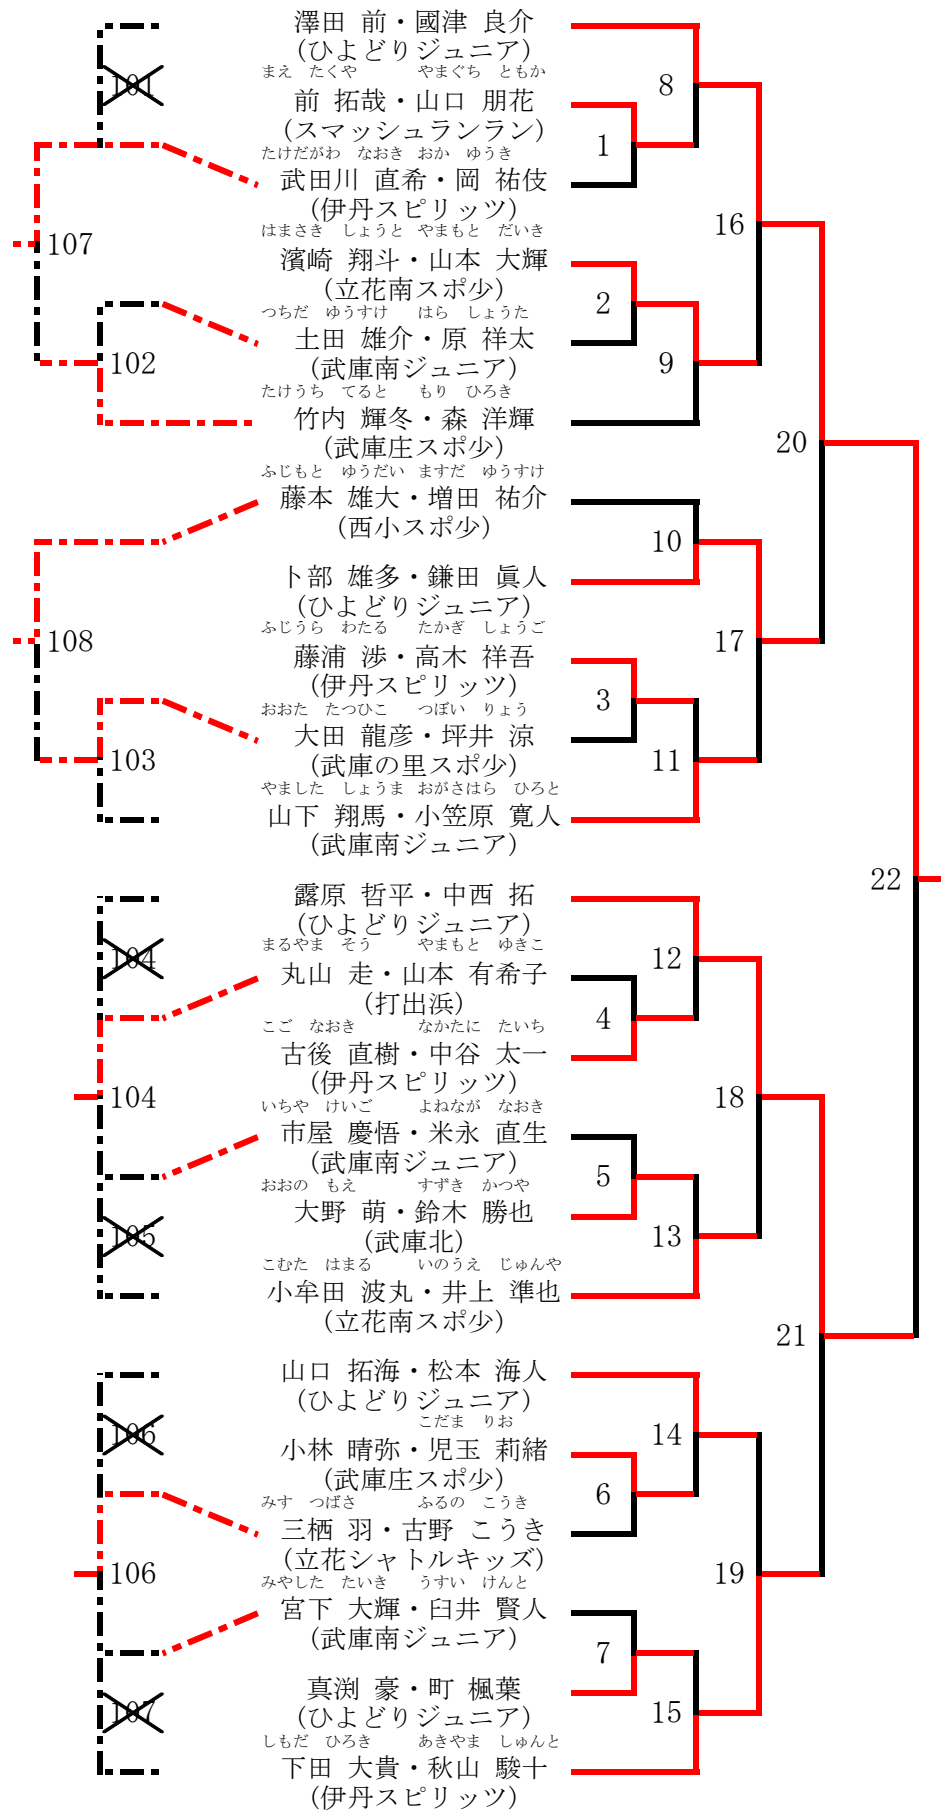 澤田 前・國津 良介
(ひよどりジュニア)
まえ たくや やまぐち ともか
101
8
前 拓哉・山口 朋花
(スマッシュランラン)
1
たけだがわ なおき おか ゆうき
武田川 直希・岡 祐伎
(伊丹スピリッツ)
16
はまさき しょうと やまもと だいき
107
濱崎 翔斗・山本 大輝
(立花南スポ少)
2
つちだ ゆうすけ はら しょうた
土田 雄介・原 祥太
(武庫南ジュニア)
102
9
たけうち てると もり ひろき
竹内 輝冬・森 洋輝
(武庫庄スポ少)
20
ふじもと ゆうだい ますだ ゆうすけ
藤本 雄大・増田 祐介
(西小スポ少)
10
卜部 雄多・鎌田 眞人
(ひよどりジュニア)
ふじうら わたる たかぎ しょうご
108
17
藤浦 渉・高木 祥吾
(伊丹スピリッツ)
3
おおた たつひこ つぼい りょう
大田 龍彦・坪井 涼
(武庫の里スポ少)
103
11
やました しょうま おがさはら ひろと
山下 翔馬・小笠原 寛人
(武庫南ジュニア)
22
露原 哲平・中西 拓
(ひよどりジュニア)
まるやま そう やまもと ゆきこ
104
12
丸山 走・山本 有希子
(打出浜)
4
こご なおき なかたに たいち
古後 直樹・中谷 太一
(伊丹スピリッツ)
104
18
いちや けいご よねなが なおき
市屋 慶悟・米永 直生
(武庫南ジュニア)
5
おおの もえ すずき かつや
大野 萌・鈴木 勝也
(武庫北)
105
13
こむた はまる いのうえ じゅんや
小牟田 波丸・井上 準也
(立花南スポ少)
21
山口 拓海・松本 海人
(ひよどりジュニア)
こだま りお
106
14
小林 晴弥・児玉 莉緒
(武庫庄スポ少)
6
みす つばさ ふるの こうき
三栖 羽・古野 こうき
(立花シャトルキッズ)
106
19
みやした たいき うすい けんと
宮下 大輝・臼井 賢人
(武庫南ジュニア)
7
真渕 豪・町 楓葉
(ひよどりジュニア)
107
15
しもだ ひろき あきやま しゅんと
下田 大貴・秋山 駿十
(伊丹スピリッツ)